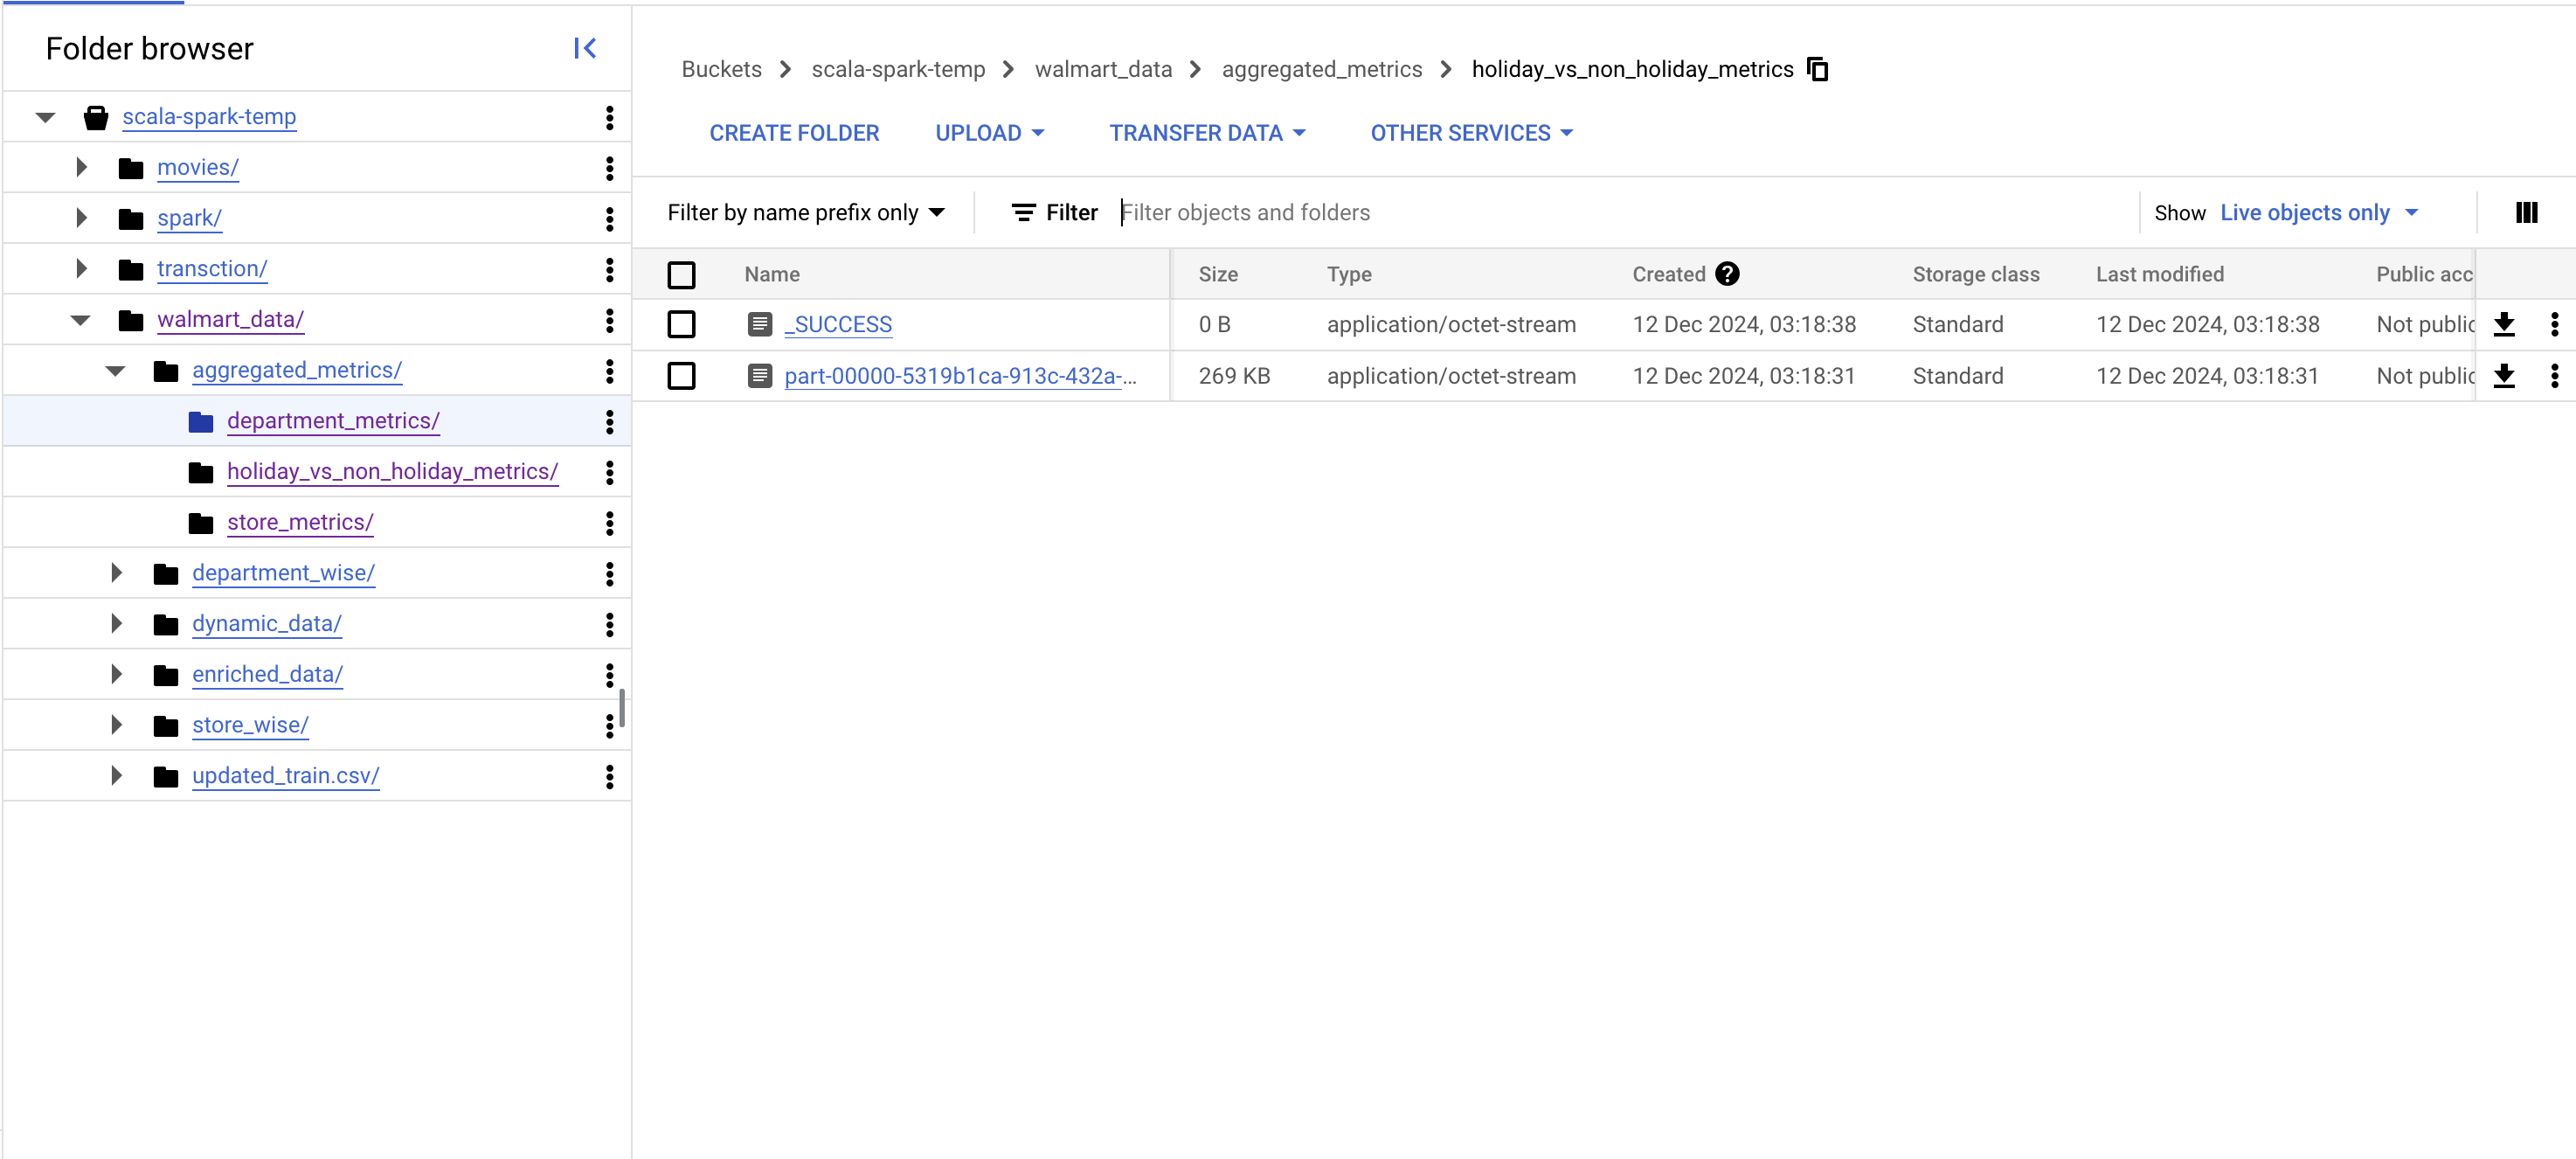 Folder browser
scala-spark-temp
movies/
spark/
transction/
walmart_data/
aggregated_metrics/
department_metrics/
holiday_vs_non_holiday_metrics/
store_metrics/
department_wise/
dynamic_data/
enriched_data/
store_wise/
updated_train.csv/
Buckets scala-spark-temp walmart_data aggregated_metrics holiday_vs_non_holiday_metrics
CREATE FOLDER UPLOAD TRANSFER DATA OTHER SERVICES
Filter by name prefix only Filter Filter objects and folders Show Live objects only
Name Size Type Created ? Storage class Last modified Public acc
_SUCCESS 0 B application/octet-stream 12 Dec 2024, 03:18:38 Standard 12 Dec 2024, 03:18:38 Not public
part-00000-5319b1ca-913c-432a-... 269 KB application/octet-stream 12 Dec 2024, 03:18:31 Standard 12 Dec 2024, 03:18:31 Not public